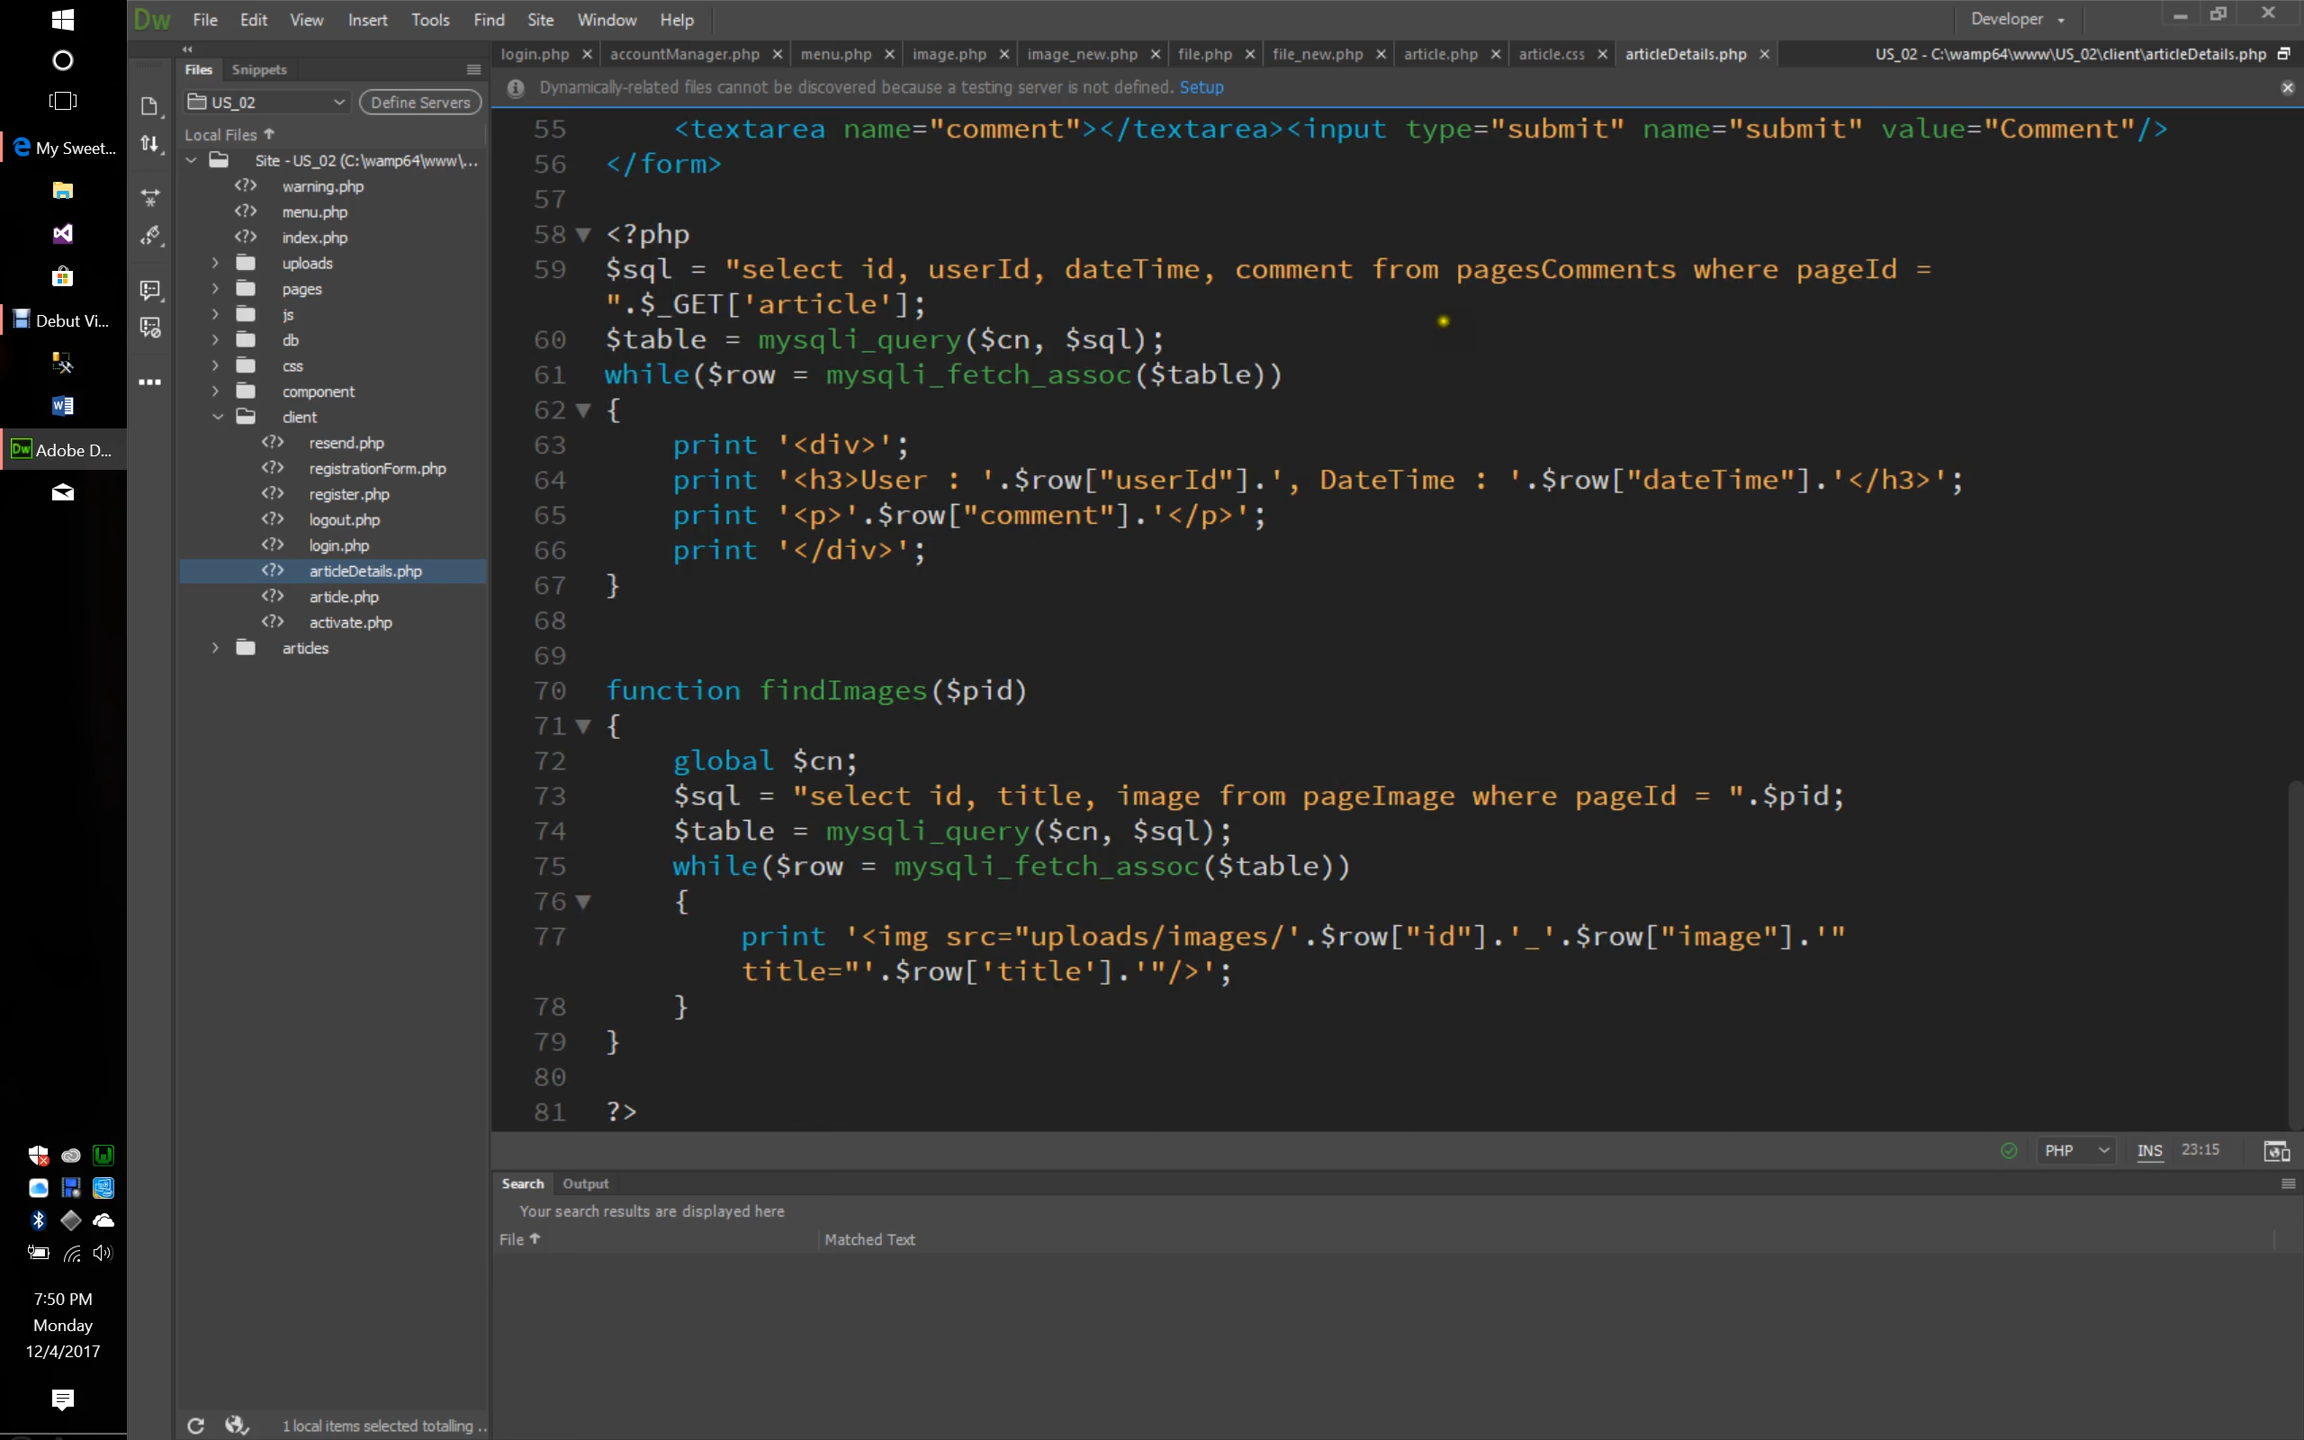 Dw File Edit View Insert Tools Find Site Window Help Developer
Files Snippets
US_02 Define Servers
Local Files
Site - US_02 (C:\wamp64\www\...
warning.php
menu.php
index.php
uploads
pages
js
db
css
component
client
resend.php
registrationForm.php
register.php
logout.php
login.php
articleDetails.php
article.php
activate.php
articles
1 local items selected totalling ..
My Sweet...
Debut Vi...
Dw Adobe D...
7:50 PM
Monday
12/4/2017
login.php accountManager.php menu.php image.php image_new.php file.php file_new.php article.php article.css articleDetails.php US_02 - C:\wamp64\www\US_02\client\articleDetails.php
Dynamically-related files cannot be discovered because a testing server is not defined. Setup
55 <textarea name="comment"></textarea><input type="submit" name="submit" value="Comment"/>
56 </form>
57
58 <?php
59 $sql = "select id, userId, dateTime, comment from pagesComments where pageId =
".$_GET['article'];
60 $table = mysqli_query($cn, $sql);
61 while($row = mysqli_fetch_assoc($table))
62 {
63 print '<div>';
64 print '<h3>User : '.$row["userId"].', DateTime : '.$row["dateTime"].'</h3>';
65 print '<p>'.$row["comment"].'</p>';
66 print '</div>';
67 }
68
69
70 function findImages($pid)
71 {
72 global $cn;
73 $sql = "select id, title, image from pageImage where pageId = ".$pid;
74 $table = mysqli_query($cn, $sql);
75 while($row = mysqli_fetch_assoc($table))
76 {
77 print '<img src="uploads/images/'.$row["id"].'_'.$row["image"].'"
title="'.$row['title'].'"/>';
78 }
79 }
80
81 ?>
PHP INS 23:15
Search Output
Your search results are displayed here
File Matched Text